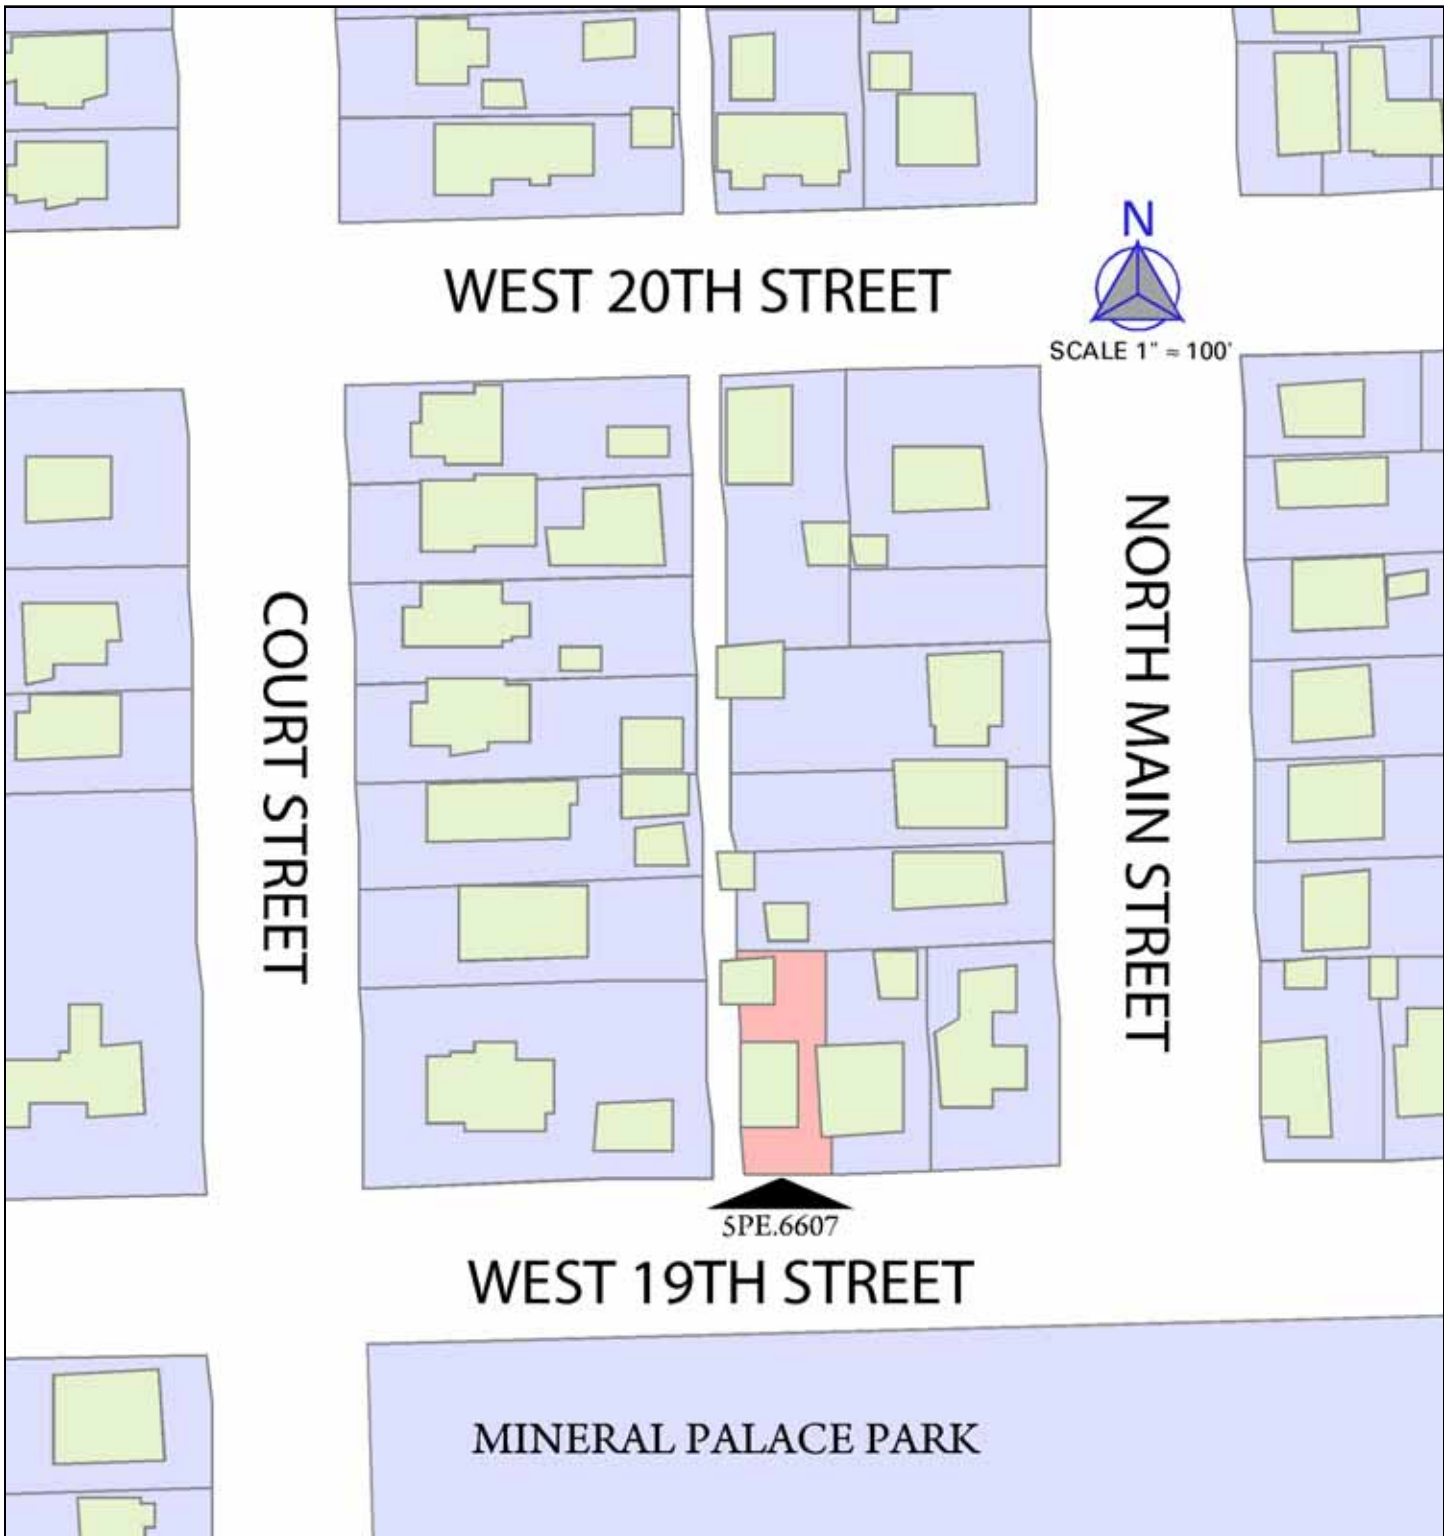 N
WEST 20TH STREET
SCALE 1" ≈ 100'
COURT STREET
NORTH MAIN STREET
5PE.6607
WEST 19TH STREET
MINERAL PALACE PARK